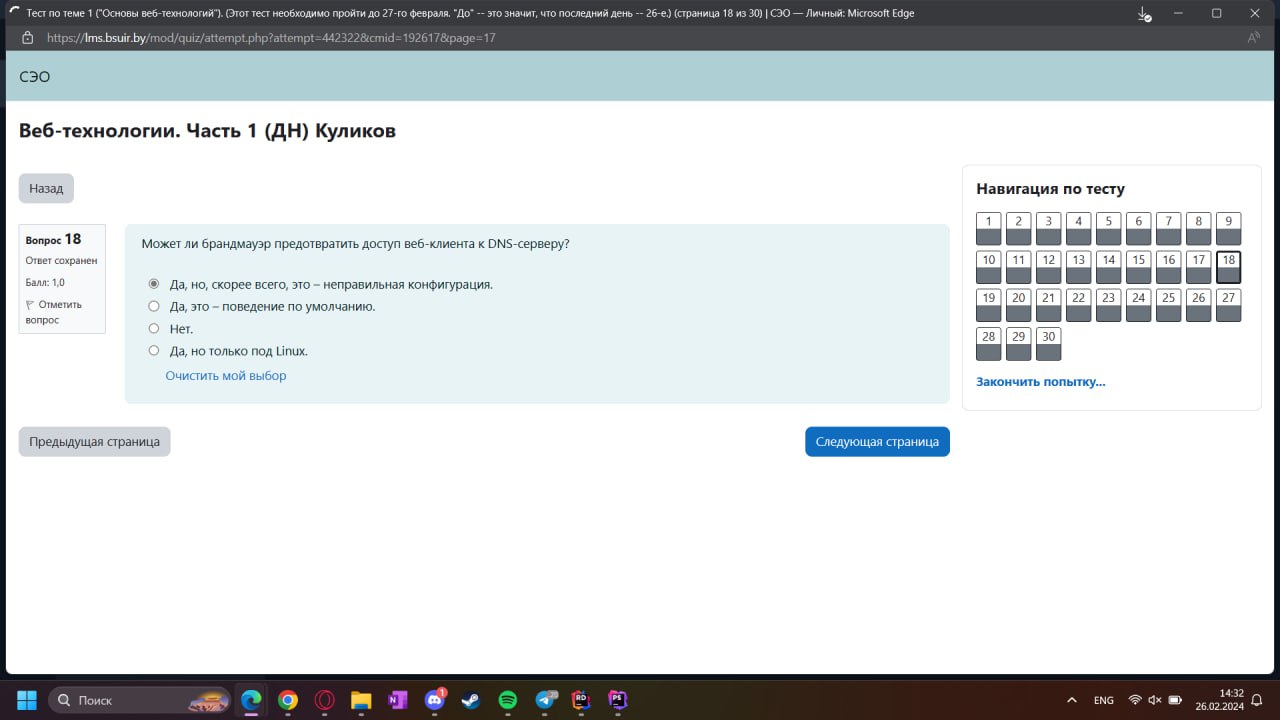 Тест по теме 1 ("Основы веб-технологий"). (Этот тест необходимо пройти до 27-го февраля. "До" -- это значит, что последний день -- 26-е.) (страница 18 из 30) | СЭО — Личный: Microsoft Edge
https://lms.bsuir.by/mod/quiz/attempt.php?attempt=442322&cmid=192617&page=17
СЭО
Веб-технологии. Часть 1 (ДН) Куликов
Назад
Вопрос 18
Ответ сохранен
Балл: 1,0
Отметить
вопрос
Может ли брандмауэр предотвратить доступ веб-клиента к DNS-серверу?
Да, но, скорее всего, это – неправильная конфигурация.
Да, это – поведение по умолчанию.
Нет.
Да, но только под Linux.
Очистить мой выбор
Предыдущая страница
Следующая страница
Навигация по тесту
1 2 3 4 5 6 7 8 9
10 11 12 13 14 15 16 17 18
19 20 21 22 23 24 25 26 27
28 29 30
Закончить попытку...
Поиск
1
RD
PS
ENG
14:32
26.02.2024